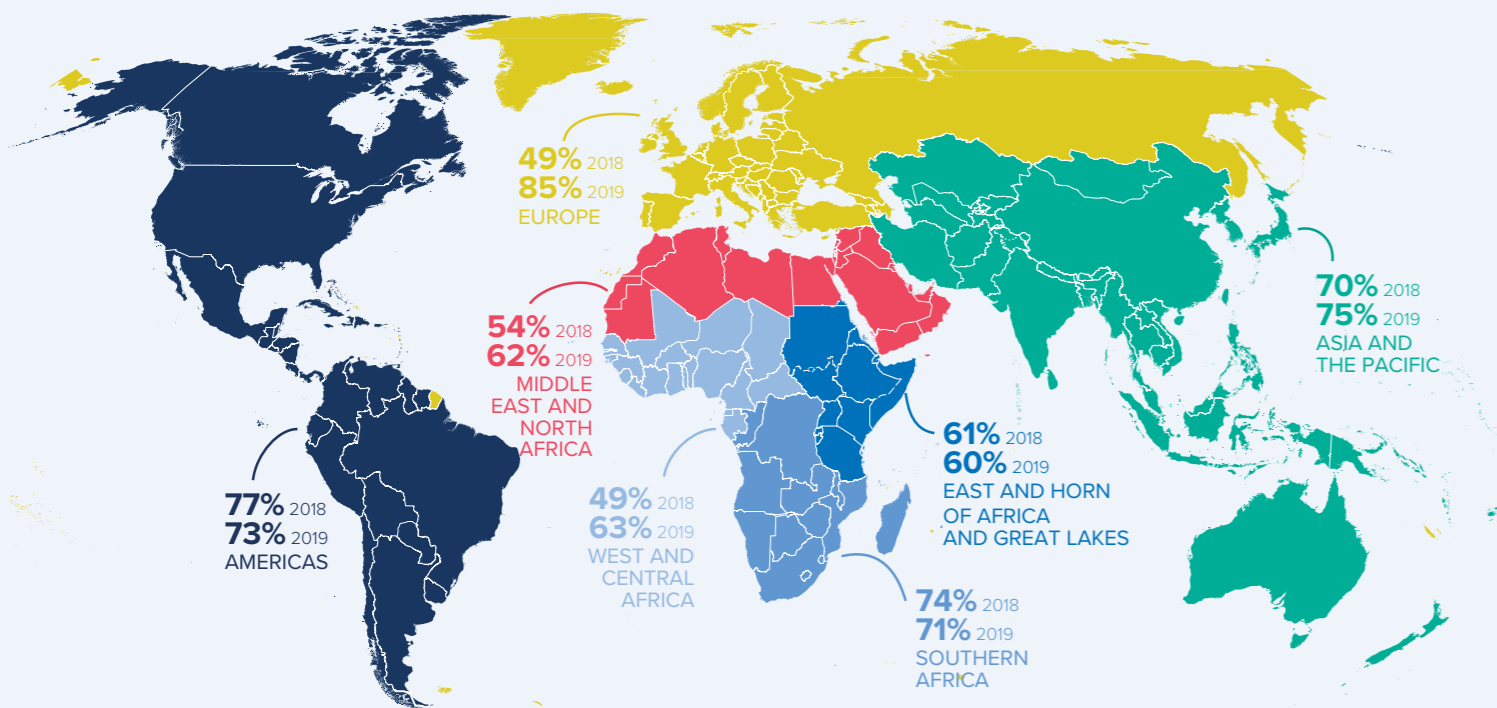 49% 2018
85% 2019
EUROPE
54% 2018
62% 2019
MIDDLE
EAST AND
NORTH
AFRICA
70% 2018
75% 2019
ASIA AND
THE PACIFIC
77% 2018
73% 2019
AMERICAS
49% 2018
63% 2019
WEST AND
CENTRAL
AFRICA
61% 2018
60% 2019
EAST AND HORN
OF AFRICA
AND GREAT LAKES
74% 2018
71% 2019
SOUTHERN
AFRICA